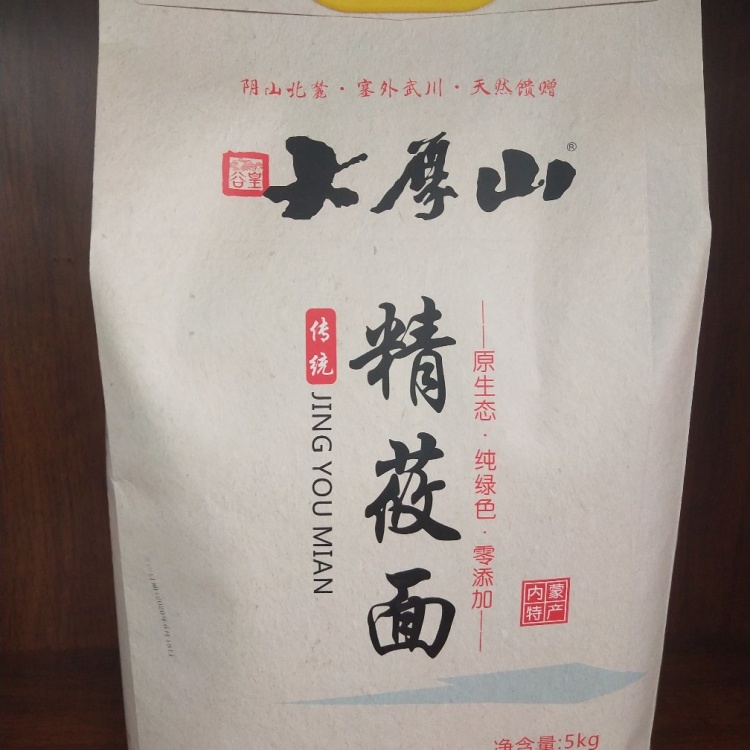 阴山北麓·塞外武川·天然馈赠
谷皇
大厚山®
传统
精莜面
JING YOU MIAN
原生态·纯绿色·零添加
内蒙
特产
净含量:5kg